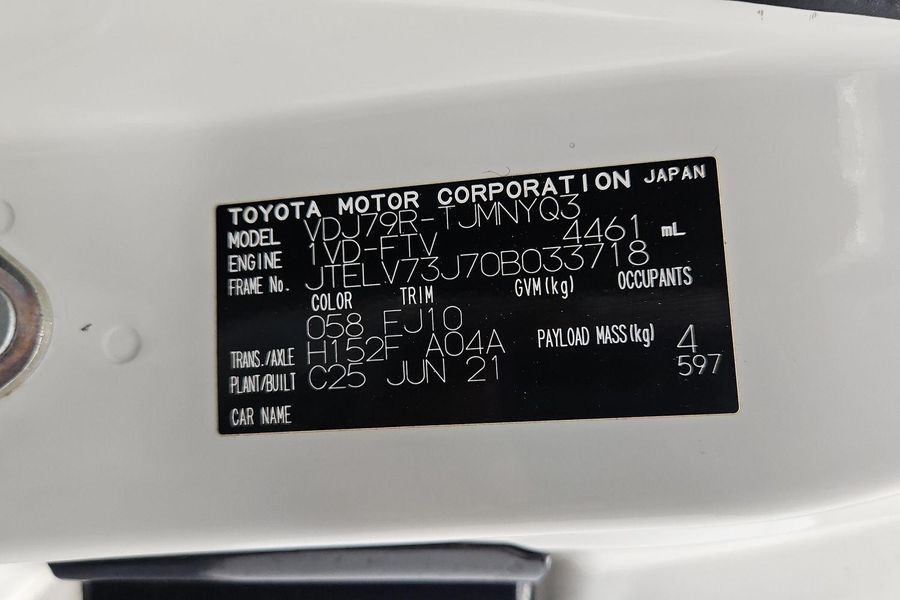 TOYOTA MOTOR CORPORATION JAPAN
MODEL VDJ79R-TJMNYQ3
ENGINE 1VD-FTV 4461 mL
FRAME No. JTELV73J70B033718
COLOR TRIM GVM(kg) OCCUPANTS
058 FJ10
TRANS./AXLE H152F A04A PAYLOAD MASS(kg) 4
PLANT/BUILT C25 JUN 21 597
CAR NAME